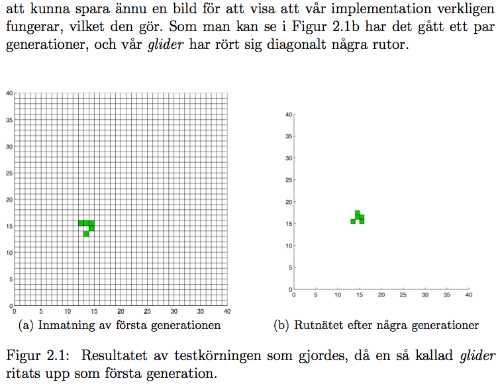 att kunna spara ännu en bild för att visa att vår implementation verkligen
fungerar, vilket den gör. Som man kan se i Figur 2.1b har det gått ett par
generationer, och vår glider har rört sig diagonalt några rutor.
40
35
30
25
20
15
10
5
0
0 5 10 15 20 25 30 35 40
(a) Inmatning av första generationen
40
35
30
25
20
15
10
5
0
0 5 10 15 20 25 30 35 40
(b) Rutnätet efter några generationer
Figur 2.1: Resultatet av testkörningen som gjordes, då en så kallad glider
ritats upp som första generation.